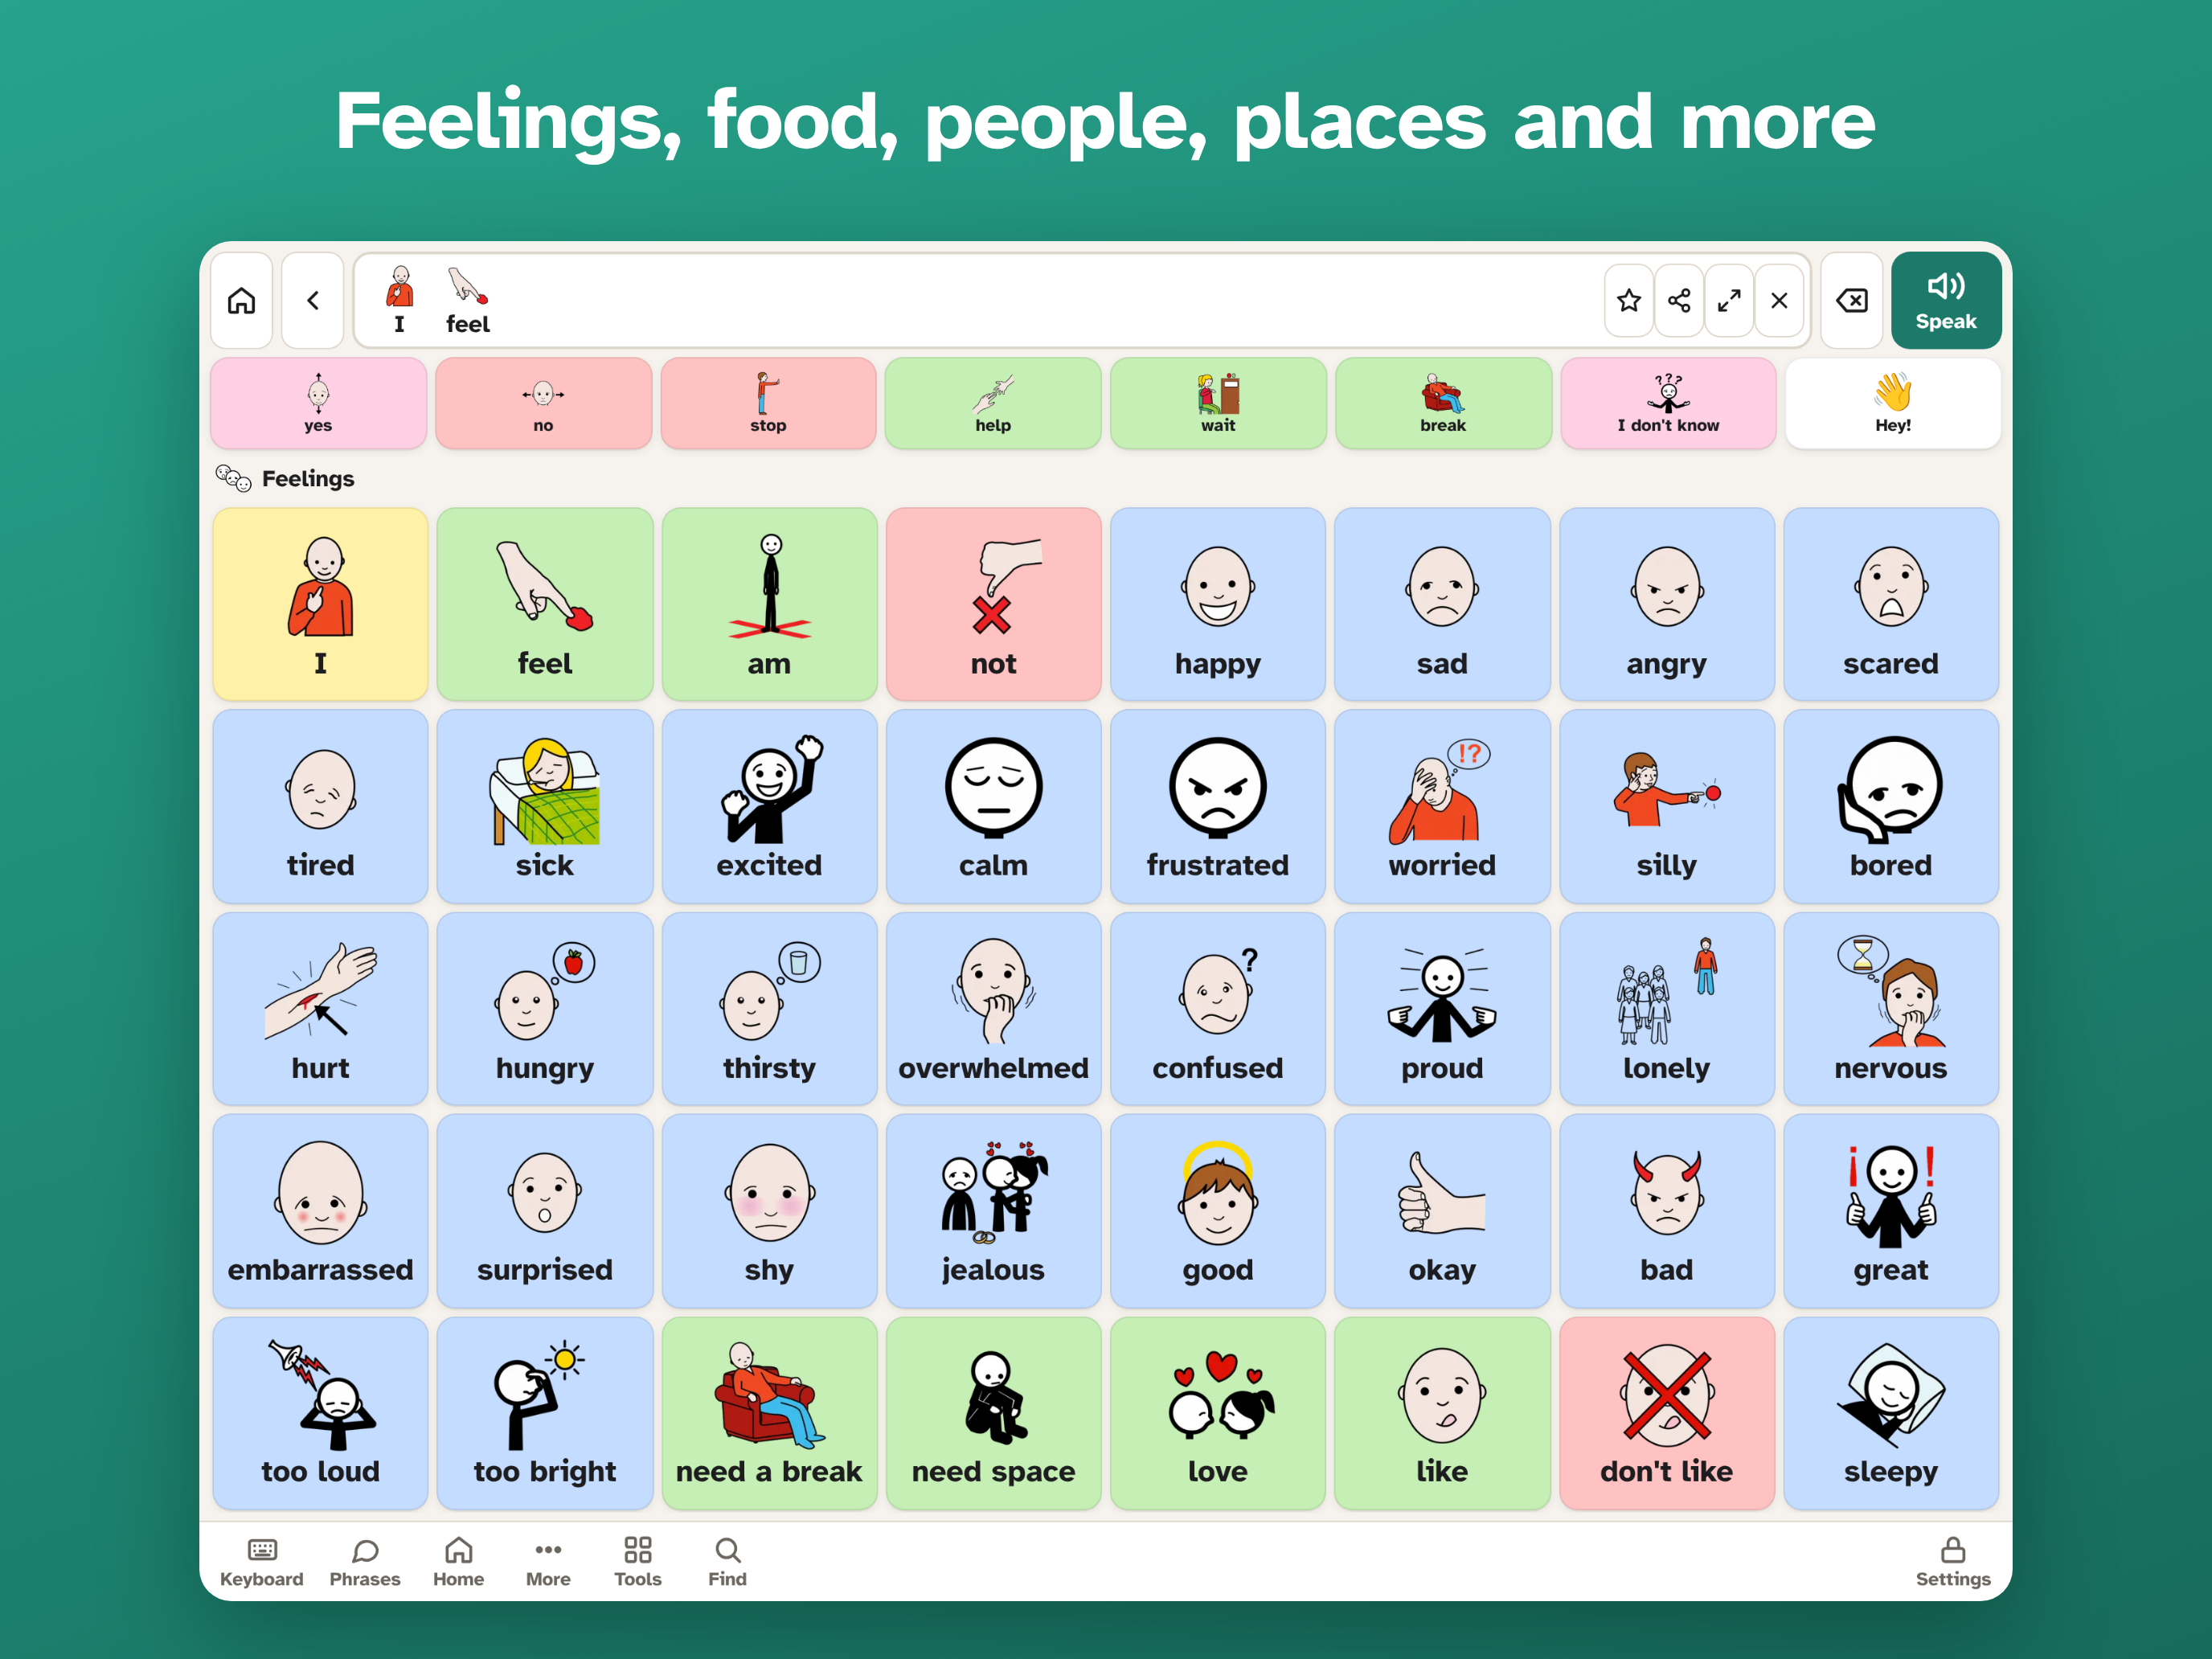 Feelings, food, people, places and more
I feel
Speak
yes no stop help wait break ??? I don't know Hey!
Feelings
I feel am not happy sad angry scared
!?
tired sick excited calm frustrated worried silly bored
?
hurt hungry thirsty overwhelmed confused proud lonely nervous
¡ !
embarrassed surprised shy jealous good okay bad great
too loud too bright need a break need space love like don't like sleepy
Keyboard Phrases Home More Tools Find Settings